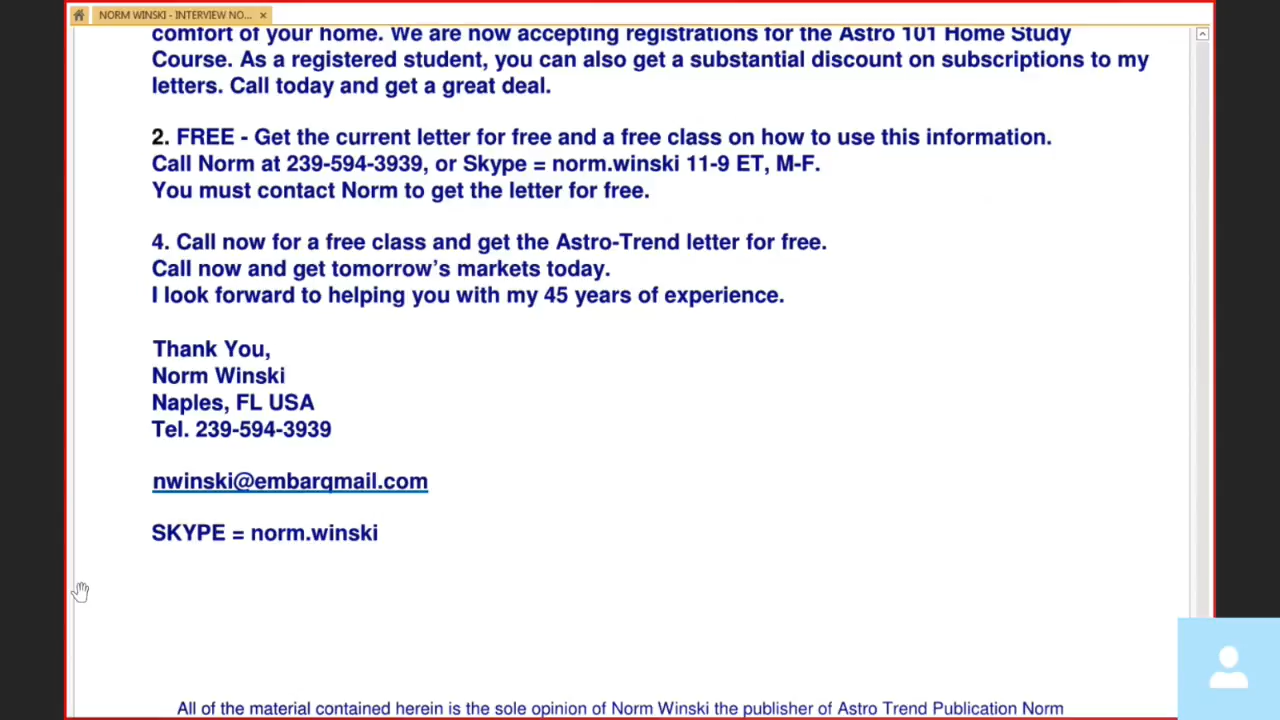 NORM WINSKI - INTERVIEW NO...
comfort of your home. We are now accepting registrations for the Astro 101 Home Study
Course. As a registered student, you can also get a substantial discount on subscriptions to my
letters. Call today and get a great deal.
2. FREE - Get the current letter for free and a free class on how to use this information.
Call Norm at 239-594-3939, or Skype = norm.winski 11-9 ET, M-F.
You must contact Norm to get the letter for free.
4. Call now for a free class and get the Astro-Trend letter for free.
Call now and get tomorrow’s markets today.
I look forward to helping you with my 45 years of experience.
Thank You,
Norm Winski
Naples, FL USA
Tel. 239-594-3939
nwinski@embarqmail.com
SKYPE = norm.winski
All of the material contained herein is the sole opinion of Norm Winski the publisher of Astro Trend Publication Norm